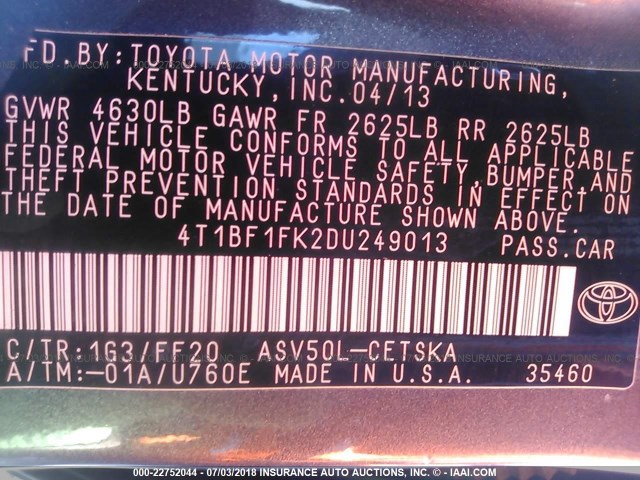 FD. BY: TOYOTA MOTOR MANUFACTURING,
KENTUCKY, INC. 04/13
GVWR 4630LB GAWR FR 2625LB RR 2625LB
THIS VEHICLE CONFORMS TO ALL APPLICABLE
FEDERAL MOTOR VEHICLE SAFETY, BUMPER, AND
THEFT PREVENTION STANDARDS IN EFFECT ON
THE DATE OF MANUFACTURE SHOWN ABOVE.
4T1BF1FK2DU249013 PASS.CAR
C/TR:1G3/FF20 ASV50L-CETSKA
A/TM:-01A/U760E MADE IN U.S.A. 35460
TOYOTA
000-22752044 - 07/03/2018 - INSURANCE AUTO AUCTIONS, INC. - © - IAAI.COM